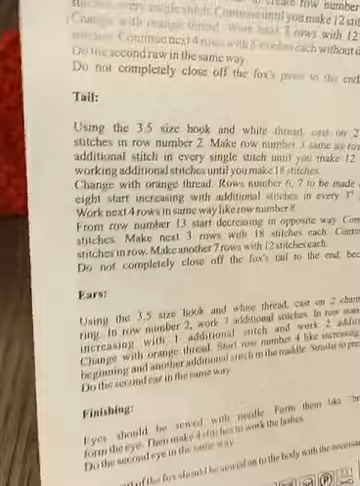 create row number
every single stitch. Continue until you make 12 sti
Change with orange thread. Work next 3 rows with 12
Continue next 4 rows with 8 stitches each without d
Do the second raw in the same way
Do not completely close off the fox's paws to the end
Tail:
Using the 3.5 size hook and white thread, cast on 2
stitches in row number 2. Make row number 3 same as ro
additional stitch in every single stitch until you make 12
working additional stitches until you make 18 stitches.
Change with orange thread. Rows number 6, 7 to be made
eight start increasing with additional stitches in every 3rd
Work next 4 rows in same way like row number 8.
From row number 13 start decreasing in opposite way. Con
stitches. Make next 3 rows with 18 stitches each. Conti
stitches in row. Make another 7 rows with 12 stitches each.
Do not completely close off the fox's tail to the end, bec
Ears:
Using the 3.5 size hook and white thread, cast on 2 chain
ring. In row number 2, work 7 additional stitches. In row num
increasing with 1 additional stitch and work 2 additi
Change with orange thread. Start row number 4 like increasing
beginning and another additional stitch in the middle. Similar to pre
Do the second ear in the same way.
Finishing:
Eyes should be sewed with needle. Form them like
form the eye. Then make 4 stitches to work the lashes.
Do the second eye in the same way.
of the fox should be sewed on to the body with the necessar